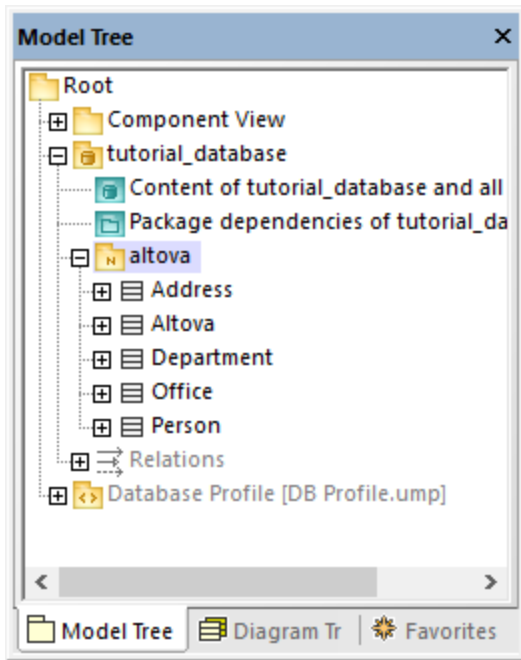 Model Tree
Root
Component View
tutorial_database
Content of tutorial_database and all
Package dependencies of tutorial_da
altova
Address
Altova
Department
Office
Person
Relations
Database Profile [DB Profile.ump]
Model Tree Diagram Tr Favorites